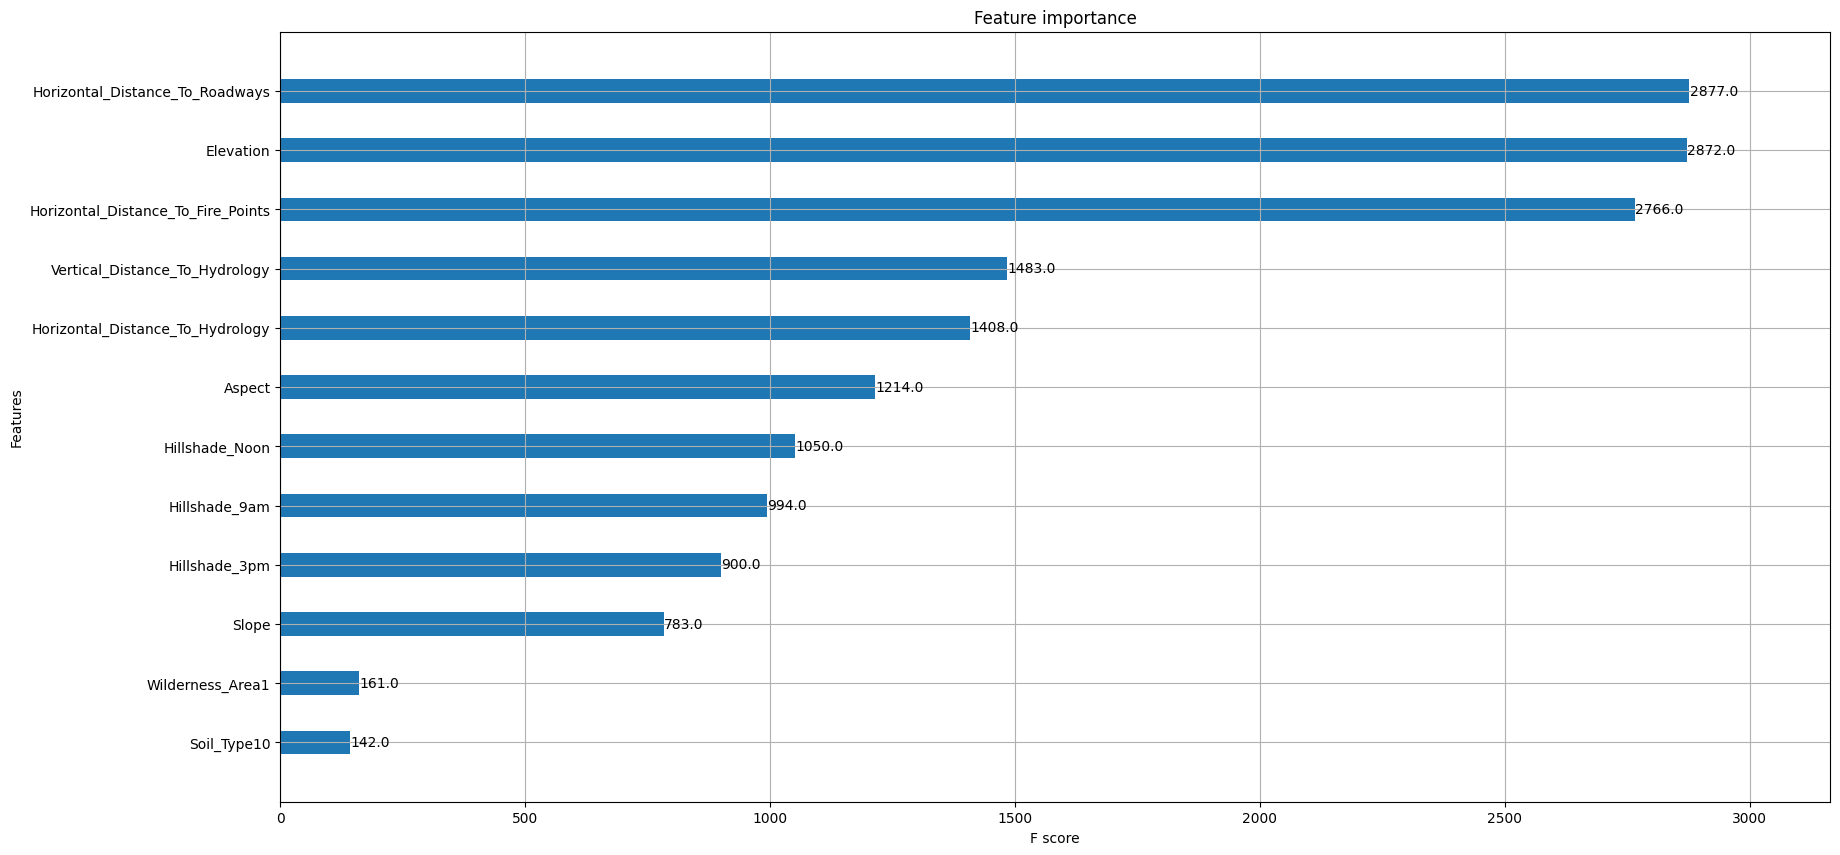 Feature importance
Horizontal_Distance_To_Roadways 2877.0
Elevation 2872.0
Horizontal_Distance_To_Fire_Points 2766.0
Vertical_Distance_To_Hydrology 1483.0
Horizontal_Distance_To_Hydrology 1408.0
Aspect 1214.0
Hillshade_Noon 1050.0
Hillshade_9am 994.0
Hillshade_3pm 900.0
Slope 783.0
Wilderness_Area1 161.0
Soil_Type10 142.0
Features
0 500 1000 1500 2000 2500 3000
F score